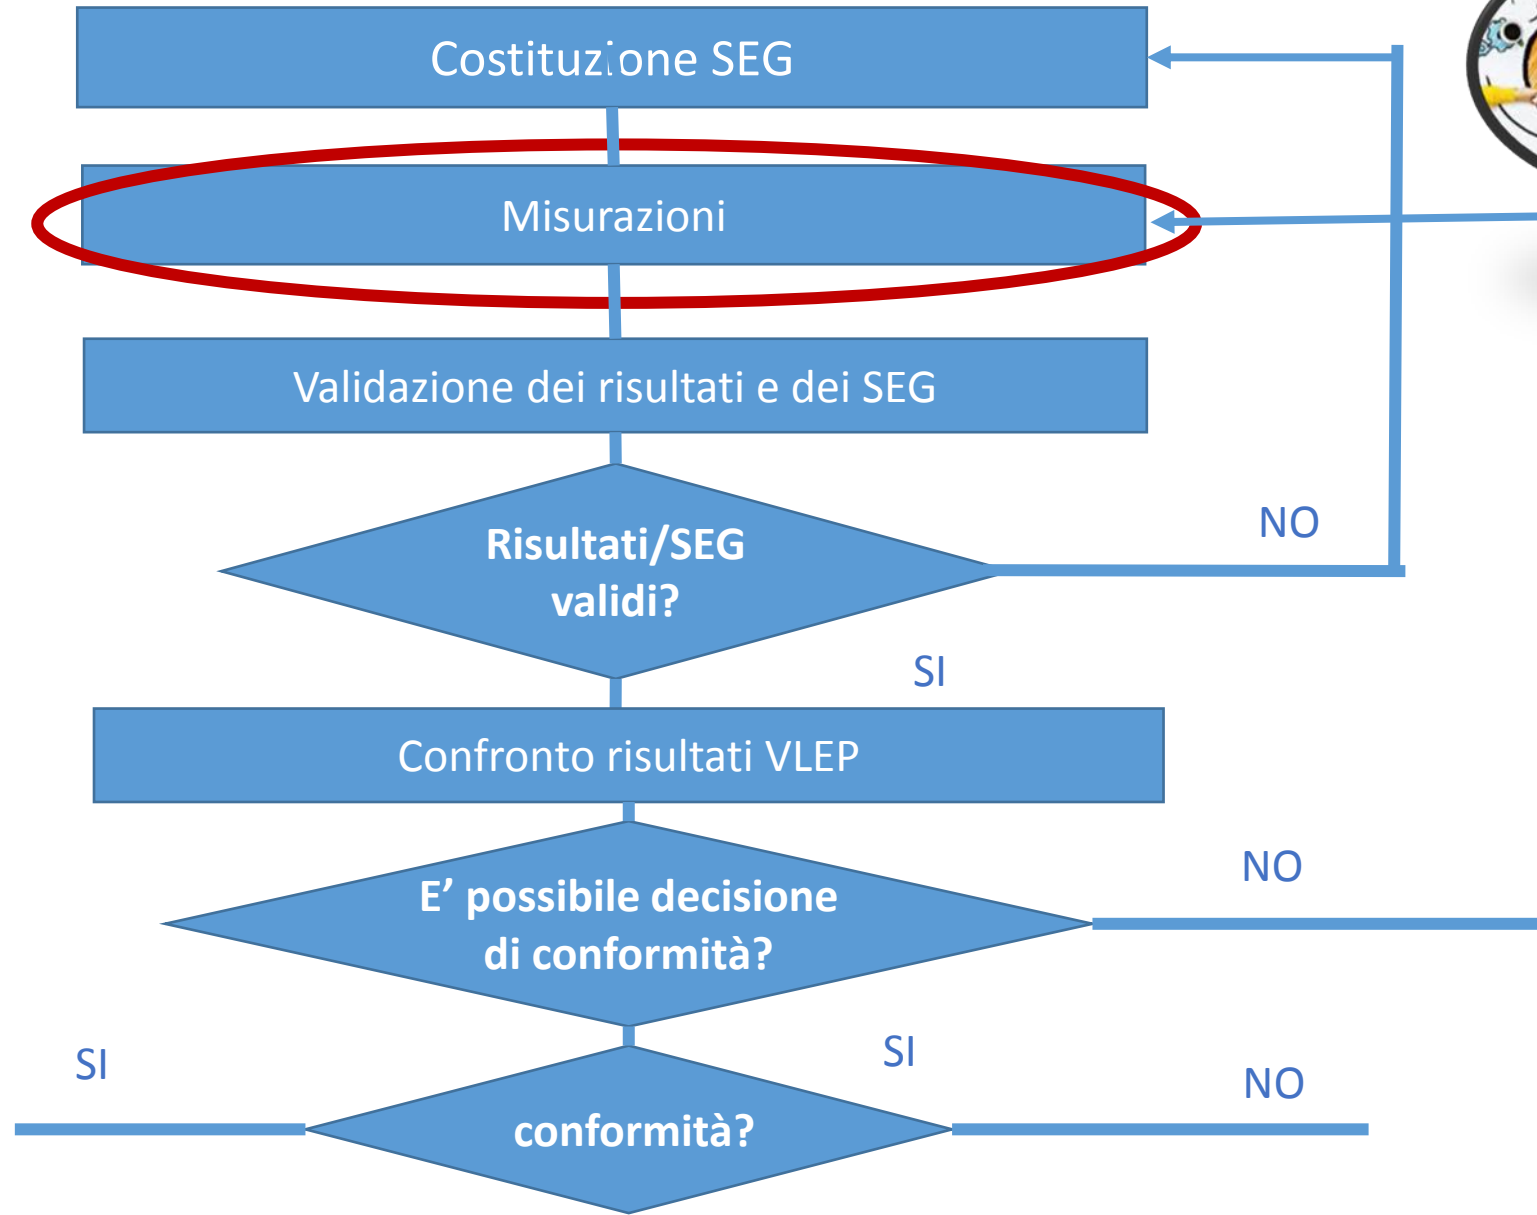 Costituzione SEG
Misurazioni
Validazione dei risultati e dei SEG
Risultati/SEG
validi?
NO
SI
Confronto risultati VLEP
E’ possibile decisione
di conformità?
NO
SI
SI
conformità?
NO